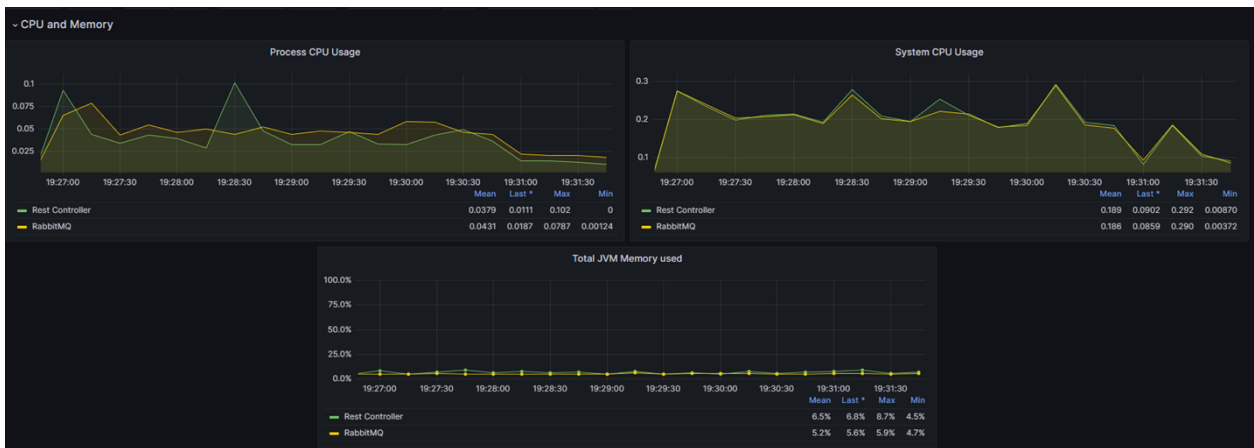 CPU and Memory
Process CPU Usage
0.1
0.075
0.05
0.025
19:27:00 19:27:30 19:28:00 19:28:30 19:29:00 19:29:30 19:30:00 19:30:30 19:31:00 19:31:30
Mean Last * Max Min
Rest Controller 0.0379 0.0111 0.102 0
RabbitMQ 0.0431 0.0187 0.0787 0.00124
System CPU Usage
0.3
0.2
0.1
19:27:00 19:27:30 19:28:00 19:28:30 19:29:00 19:29:30 19:30:00 19:30:30 19:31:00 19:31:30
Mean Last * Max Min
Rest Controller 0.189 0.0902 0.292 0.00870
RabbitMQ 0.186 0.0859 0.290 0.00372
Total JVM Memory used
100.0%
75.0%
50.0%
25.0%
0.0%
19:27:00 19:27:30 19:28:00 19:28:30 19:29:00 19:29:30 19:30:00 19:30:30 19:31:00 19:31:30
Mean Last * Max Min
Rest Controller 6.5% 6.8% 8.7% 4.5%
RabbitMQ 5.2% 5.6% 5.9% 4.7%